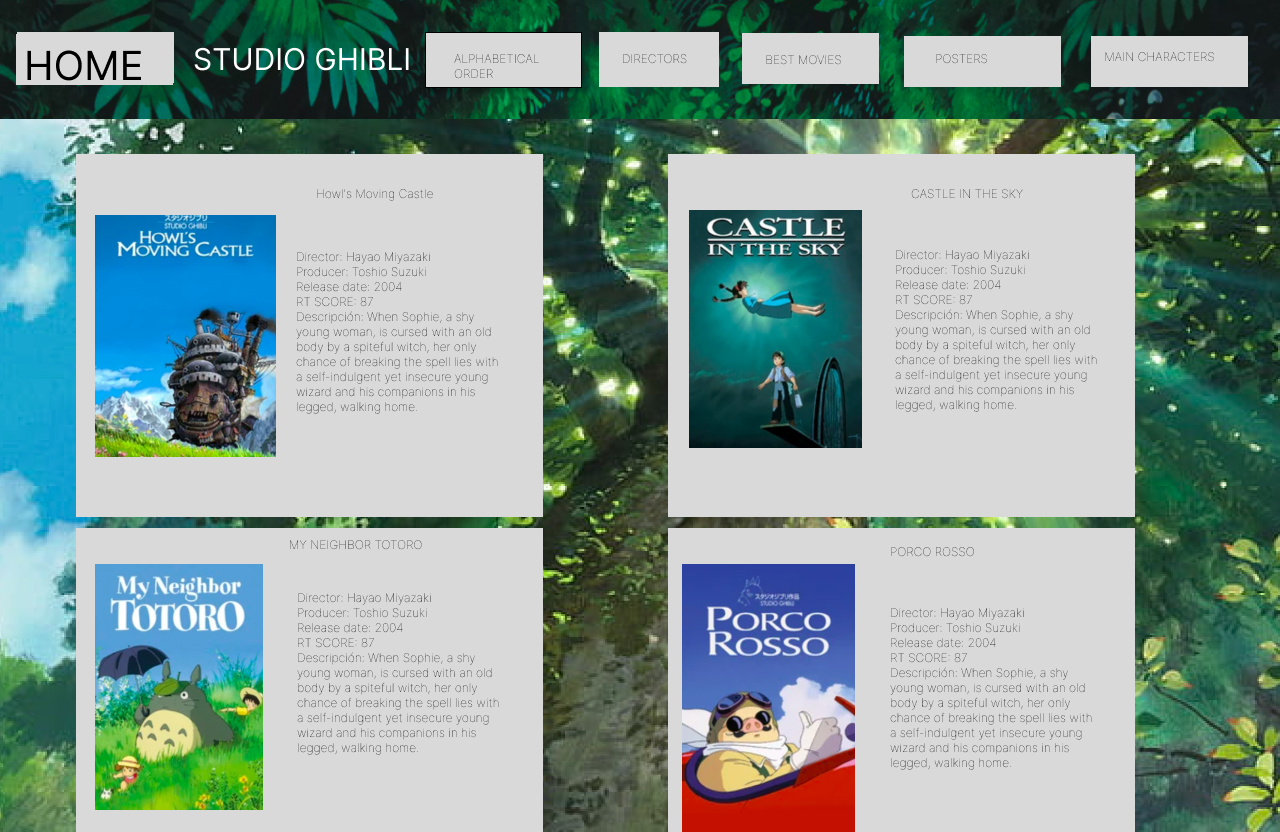 HOME
STUDIO GHIBLI
ALPHABETICAL
ORDER
DIRECTORS
BEST MOVIES
POSTERS
MAIN CHARACTERS
Howl's Moving Castle
スタジオジブリ
STUDIO GHIBLI
HOWL'S
MOVING CASTLE
Director: Hayao Miyazaki
Producer: Toshio Suzuki
Release date: 2004
RT SCORE: 87
Descripción: When Sophie, a shy
young woman, is cursed with an old
body by a spiteful witch, her only
chance of breaking the spell lies with
a self-indulgent yet insecure young
wizard and his companions in his
legged, walking home.
CASTLE IN THE SKY
CASTLE
IN THE SKY
Director: Hayao Miyazaki
Producer: Toshio Suzuki
Release date: 2004
RT SCORE: 87
Descripción: When Sophie, a shy
young woman, is cursed with an old
body by a spiteful witch, her only
chance of breaking the spell lies with
a self-indulgent yet insecure young
wizard and his companions in his
legged, walking home.
MY NEIGHBOR TOTORO
My Neighbor
TOTORO
Director: Hayao Miyazaki
Producer: Toshio Suzuki
Release date: 2004
RT SCORE: 87
Descripción: When Sophie, a shy
young woman, is cursed with an old
body by a spiteful witch, her only
chance of breaking the spell lies with
a self-indulgent yet insecure young
wizard and his companions in his
legged, walking home.
PORCO ROSSO
スタジオジブリ作品
STUDIO GHIBLI
PORCO
ROSSO
Director: Hayao Miyazaki
Producer: Toshio Suzuki
Release date: 2004
RT SCORE: 87
Descripción: When Sophie, a shy
young woman, is cursed with an old
body by a spiteful witch, her only
chance of breaking the spell lies with
a self-indulgent yet insecure young
wizard and his companions in his
legged, walking home.